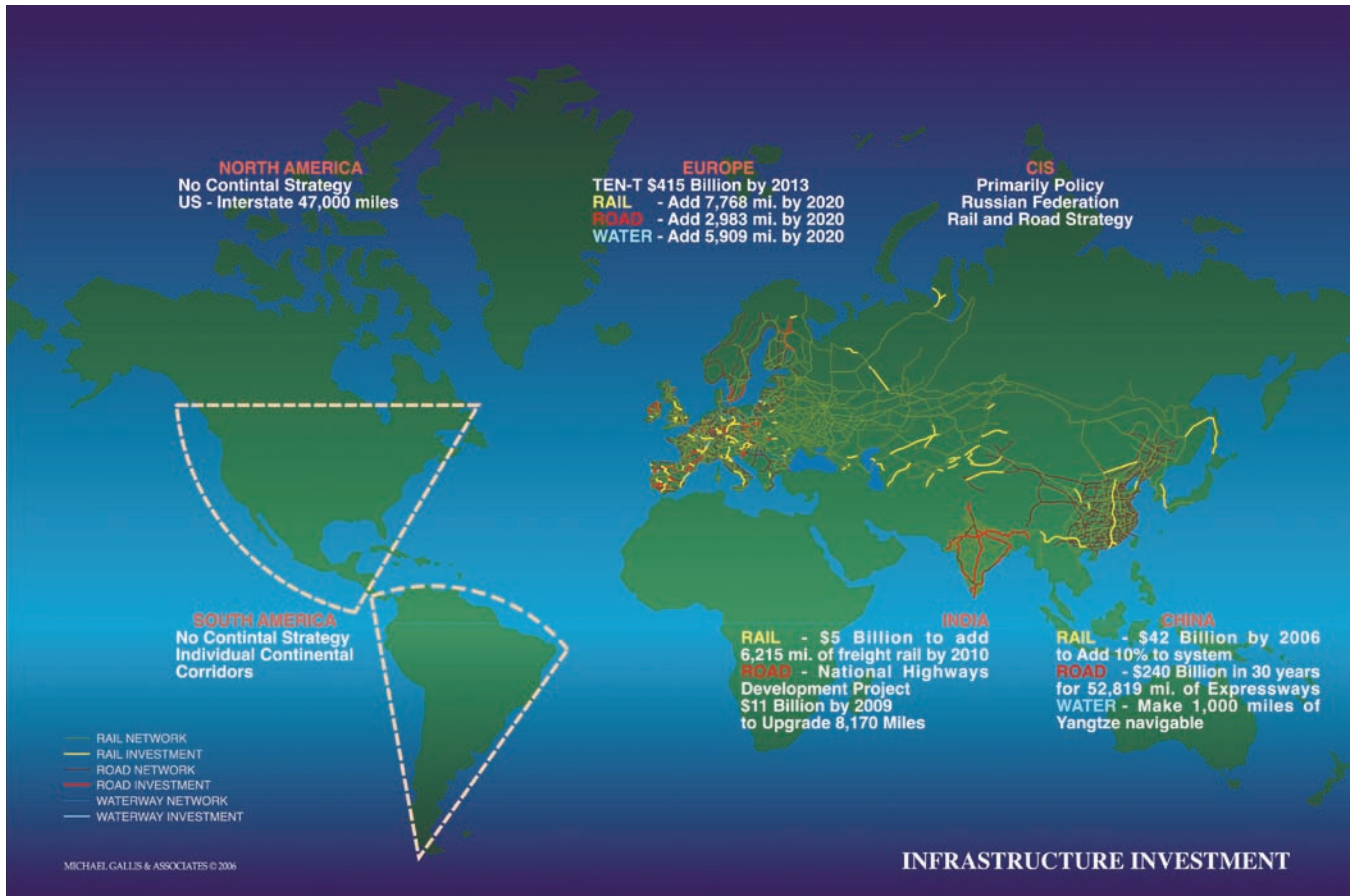 NORTH AMERICA
No Contintal Strategy
US - Interstate 47,000 miles
EUROPE
TEN-T $415 Billion by 2013
RAIL - Add 7,768 mi. by 2020
ROAD - Add 2,983 mi. by 2020
WATER - Add 5,909 mi. by 2020
CIS
Primarily Policy
Russian Federation
Rail and Road Strategy
SOUTH AMERICA
No Contintal Strategy
Individual Continental
Corridors
INDIA
RAIL - $5 Billion to add
6,215 mi. of freight rail by 2010
ROAD - National Highways
Development Project
$11 Billion by 2009
to Upgrade 8,170 Miles
CHINA
RAIL - $42 Billion by 2006
to Add 10% to system
ROAD - $240 Billion in 30 years
for 52,819 mi. of Expressways
WATER - Make 1,000 miles of
Yangtze navigable
RAIL NETWORK
RAIL INVESTMENT
ROAD NETWORK
ROAD INVESTMENT
WATERWAY NETWORK
WATERWAY INVESTMENT
MICHAEL GALLIS & ASSOCIATES © 2006
INFRASTRUCTURE INVESTMENT